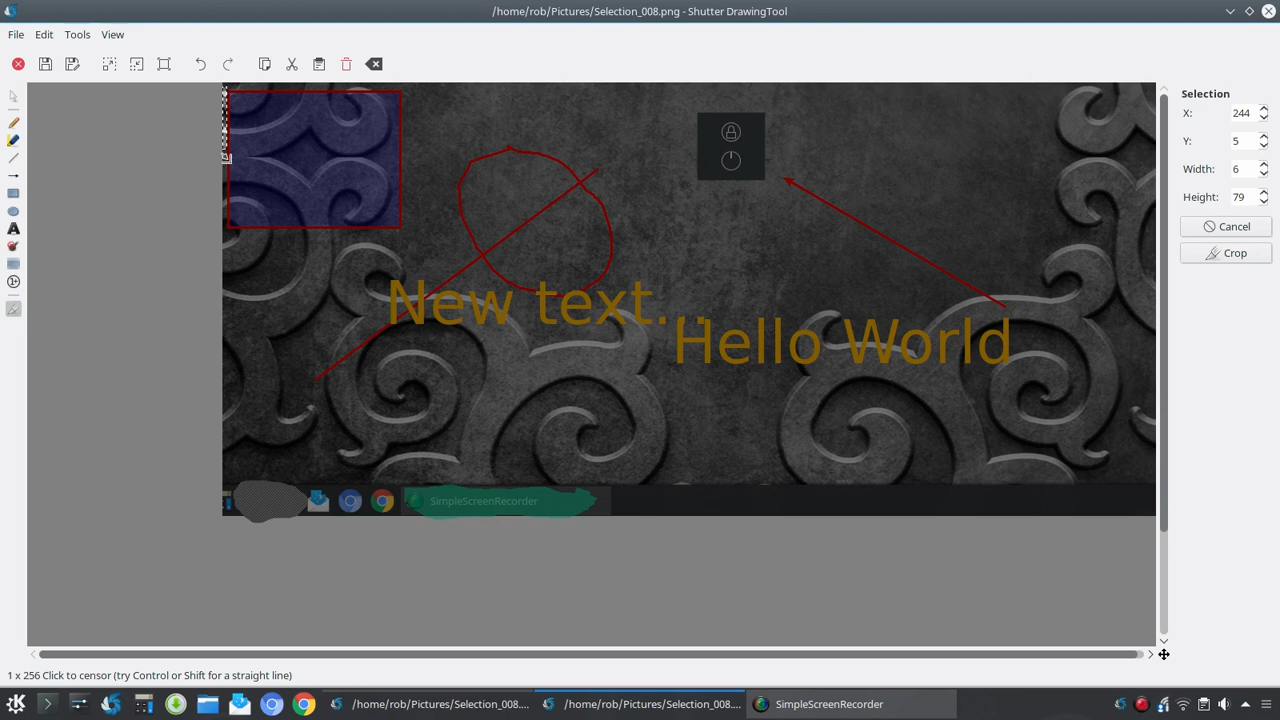 /home/rob/Pictures/Selection_008.png - Shutter DrawingTool
File Edit Tools View
Selection
X: 244
Y: 5
Width: 6
Height: 79
Cancel
Crop
A
1+
New text...
Hello World
SimpleScreenRecorder
1 x 256 Click to censor (try Control or Shift for a straight line)
/home/rob/Pictures/Selection_008.... /home/rob/Pictures/Selection_008.... SimpleScreenRecorder